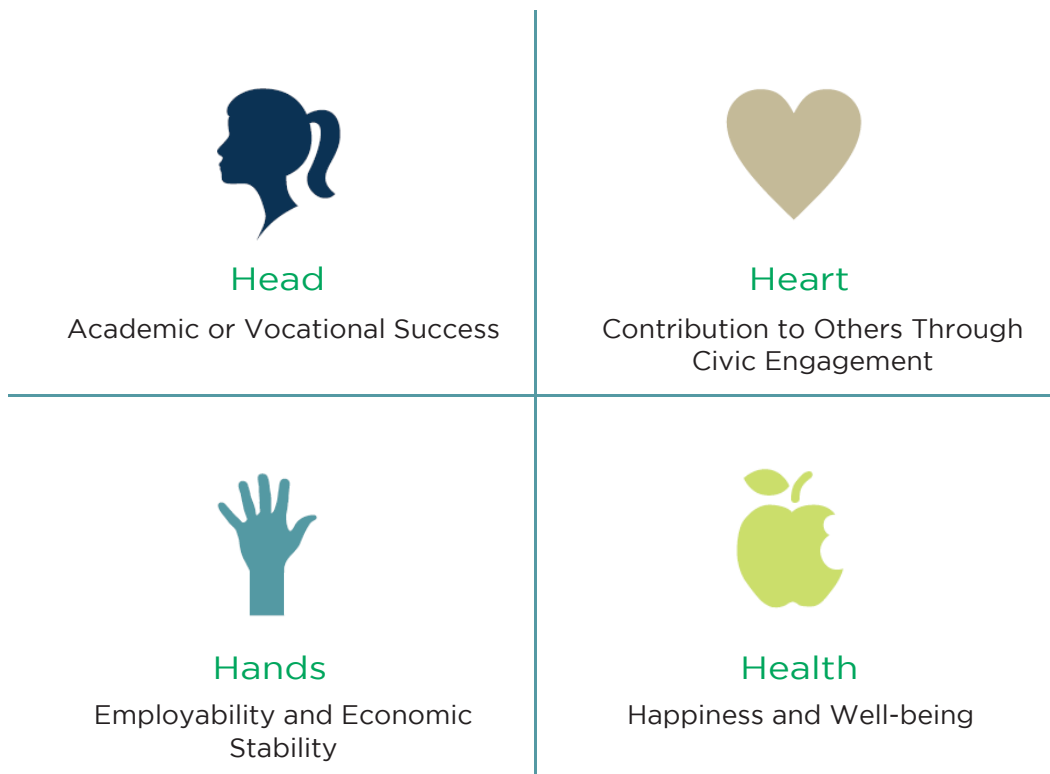 Head
Academic or Vocational Success
Heart
Contribution to Others Through
Civic Engagement
Hands
Employability and Economic
Stability
Health
Happiness and Well-being